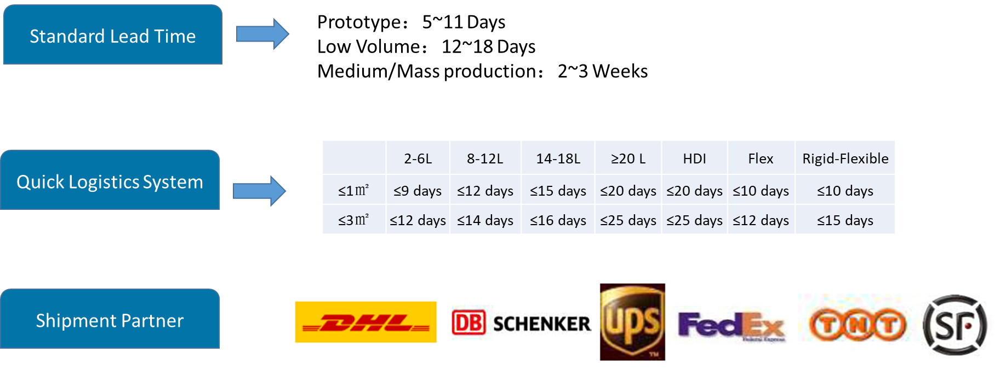 Standard Lead Time
Prototype：5~11 Days
Low Volume：12~18 Days
Medium/Mass production：2~3 Weeks
Quick Logistics System
2-6L 8-12L 14-18L ≥20 L HDI Flex Rigid-Flexible
≤1㎡ ≤9 days ≤12 days ≤15 days ≤20 days ≤20 days ≤10 days ≤10 days
≤3㎡ ≤12 days ≤14 days ≤16 days ≤25 days ≤25 days ≤12 days ≤15 days
Shipment Partner
DHL DB SCHENKER ups TM FedEx Federal Express TNT SF